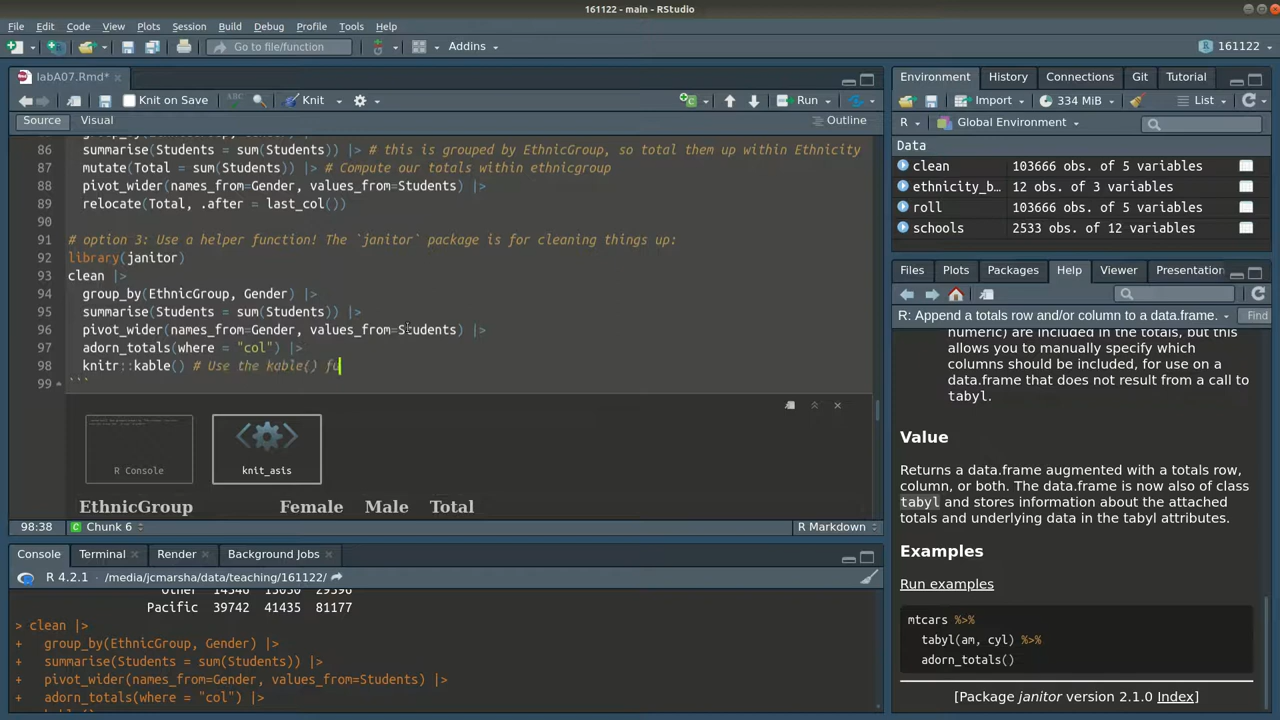 161122 - main - RStudio
File Edit Code View Plots Session Build Debug Profile Tools Help
Go to file/function Addins 161122
labA07.Rmd*
Knit on Save ABC Knit Run
Source Visual Outline
86 summarise(Students = sum(Students)) |> # this is grouped by EthnicGroup, so total them up within Ethnicity
87 mutate(Total = sum(Students)) |> # Compute our totals within ethnicgroup
88 pivot_wider(names_from=Gender, values_from=Students) |>
89 relocate(Total, .after = last_col())
90
91 # option 3: Use a helper function! The `janitor` package is for cleaning things up:
92 library(janitor)
93 clean |>
94 group_by(EthnicGroup, Gender) |>
95 summarise(Students = sum(Students)) |>
96 pivot_wider(names_from=Gender, values_from=Students) |>
97 adorn_totals(where = "col") |>
98 knitr::kable() # Use the kable() fu
99 ```
R Console
knit_asis
EthnicGroup Female Male Total
98:38 Chunk 6 R Markdown
Console Terminal Render Background Jobs
R 4.2.1 · /media/jcmarsha/data/teaching/161122/
Other 14346 15050 29396
Pacific 39742 41435 81177
> clean |>
+ group_by(EthnicGroup, Gender) |>
+ summarise(Students = sum(Students)) |>
+ pivot_wider(names_from=Gender, values_from=Students) |>
+ adorn_totals(where = "col") |>
Environment History Connections Git Tutorial
Import 334 MiB List
R Global Environment
Data
clean 103666 obs. of 5 variables
ethnicity_b… 12 obs. of 3 variables
roll 103666 obs. of 5 variables
schools 2533 obs. of 12 variables
Files Plots Packages Help Viewer Presentation
R: Append a totals row and/or column to a data.frame. Find
numeric) are included in the totals, but this
allows you to manually specify which
columns should be included, for use on a
data.frame that does not result from a call to
tabyl.
Value
Returns a data.frame augmented with a totals row,
column, or both. The data.frame is now also of class
tabyl and stores information about the attached
totals and underlying data in the tabyl attributes.
Examples
Run examples
mtcars %>%
tabyl(am, cyl) %>%
adorn_totals()
[Package janitor version 2.1.0 Index]